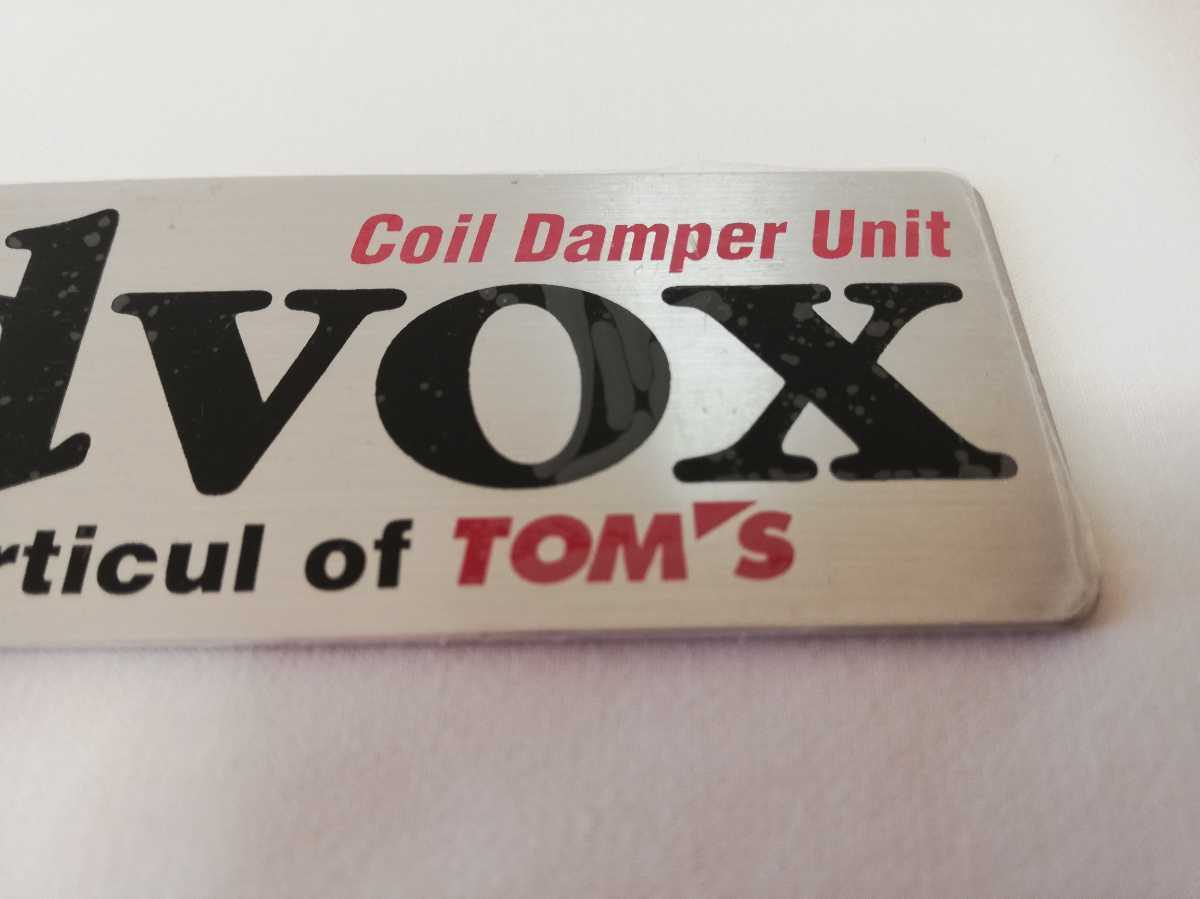 Coil Damper Unit
dvox
rticul of TOM'S